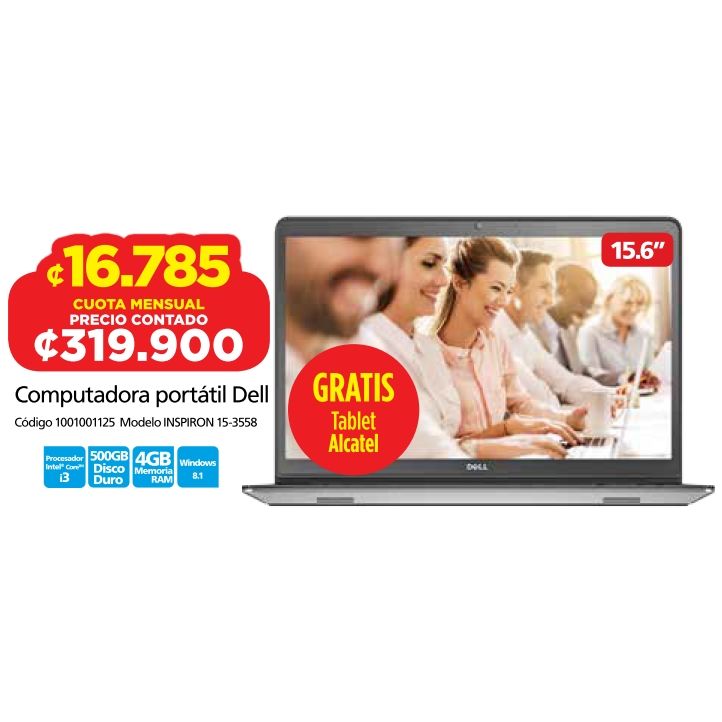 ¢16.785
CUOTA MENSUAL
PRECIO CONTADO
¢319.900
Computadora portátil Dell
Código 1001001125 Modelo INSPIRON 15-3558
Procesador
Intel® Core™
i3
500GB
Disco
Duro
4GB
Memoria
RAM
Windows
8.1
15.6”
GRATIS
Tablet
Alcatel
DELL